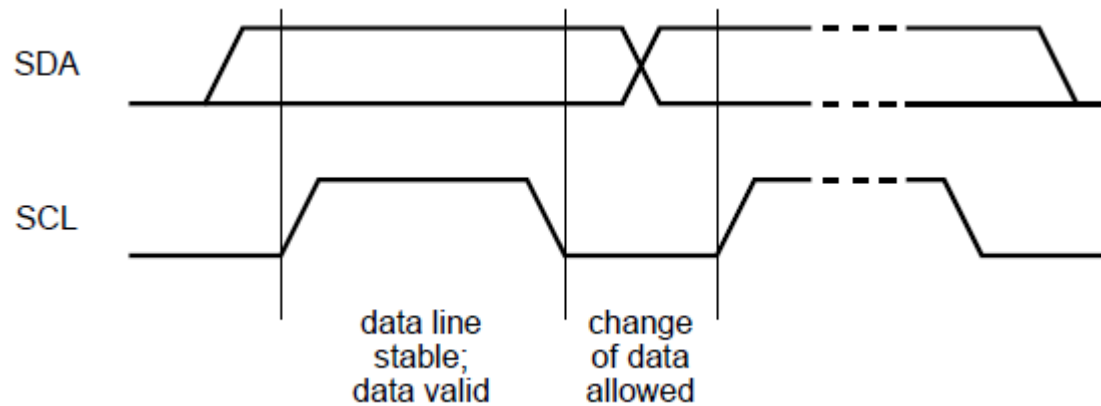 SDA
SCL
data line
stable;
data valid
change
of data
allowed